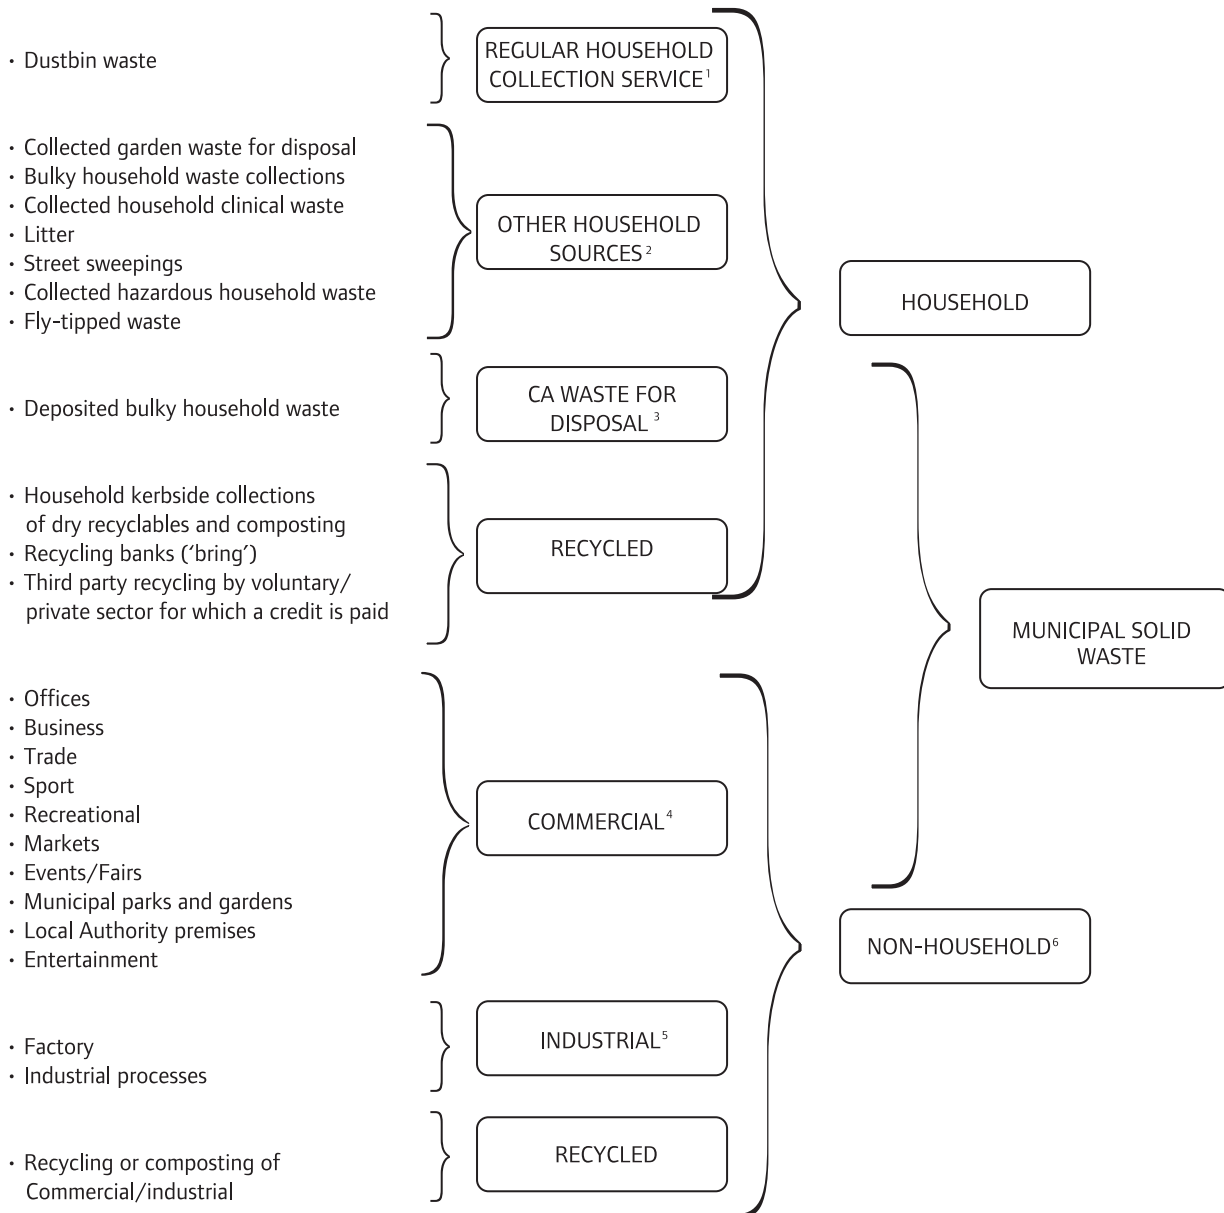 • Dustbin waste
REGULAR HOUSEHOLD
COLLECTION SERVICE¹
• Collected garden waste for disposal
• Bulky household waste collections
• Collected household clinical waste
• Litter
• Street sweepings
• Collected hazardous household waste
• Fly-tipped waste
OTHER HOUSEHOLD
SOURCES²
• Deposited bulky household waste
CA WASTE FOR
DISPOSAL³
• Household kerbside collections
of dry recyclables and composting
• Recycling banks (‘bring’)
• Third party recycling by voluntary/
private sector for which a credit is paid
RECYCLED
HOUSEHOLD
• Offices
• Business
• Trade
• Sport
• Recreational
• Markets
• Events/Fairs
• Municipal parks and gardens
• Local Authority premises
• Entertainment
COMMERCIAL⁴
• Factory
• Industrial processes
INDUSTRIAL⁵
• Recycling or composting of
Commercial/industrial
RECYCLED
NON-HOUSEHOLD⁶
MUNICIPAL SOLID
WASTE